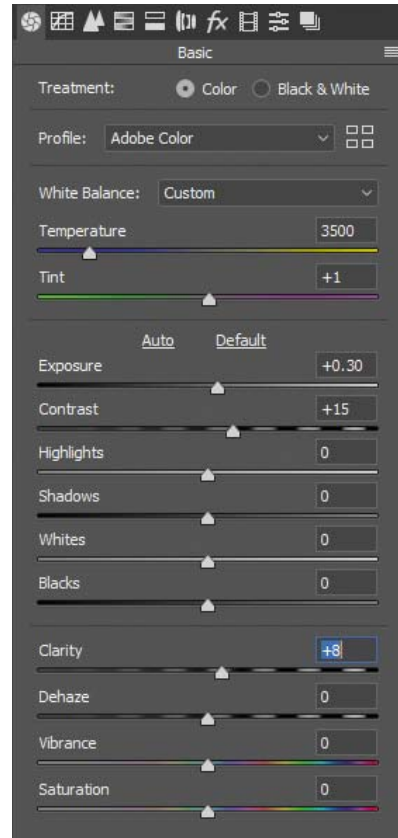 fx
Basic
Treatment: Color Black & White
Profile: Adobe Color
White Balance: Custom
Temperature 3500
Tint +1
Auto Default
Exposure +0.30
Contrast +15
Highlights 0
Shadows 0
Whites 0
Blacks 0
Clarity +8
Dehaze 0
Vibrance 0
Saturation 0